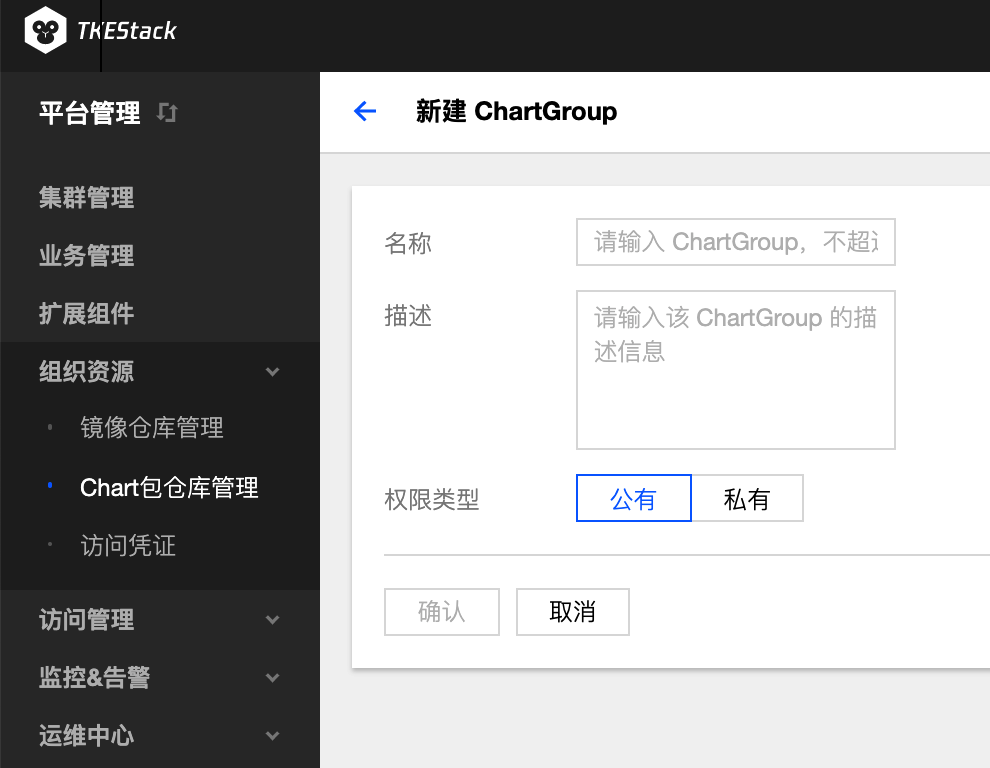 TKEStack
平台管理
集群管理
业务管理
扩展组件
组织资源
镜像仓库管理
Chart包仓库管理
访问凭证
访问管理
监控&告警
运维中心
新建 ChartGroup
名称
请输入 ChartGroup，不超
描述
请输入该 ChartGroup 的描
述信息
权限类型
公有
私有
确认
取消